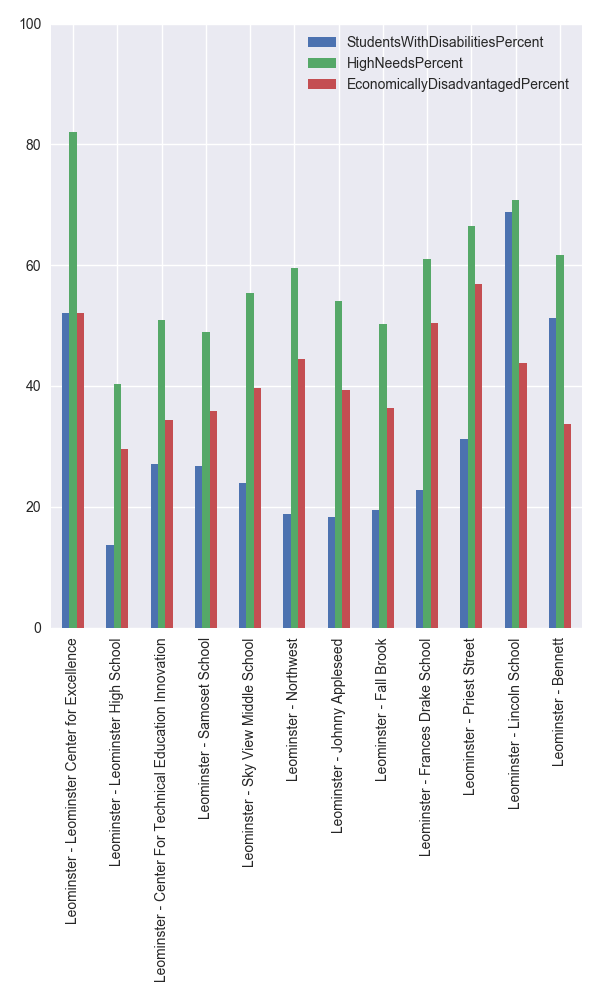 100
80
60
40
20
0
StudentsWithDisabilitiesPercent
HighNeedsPercent
EconomicallyDisadvantagedPercent
Leominster - Leominster Center for Excellence
Leominster - Leominster High School
Leominster - Center For Technical Education Innovation
Leominster - Samoset School
Leominster - Sky View Middle School
Leominster - Northwest
Leominster - Johnny Appleseed
Leominster - Fall Brook
Leominster - Frances Drake School
Leominster - Priest Street
Leominster - Lincoln School
Leominster - Bennett